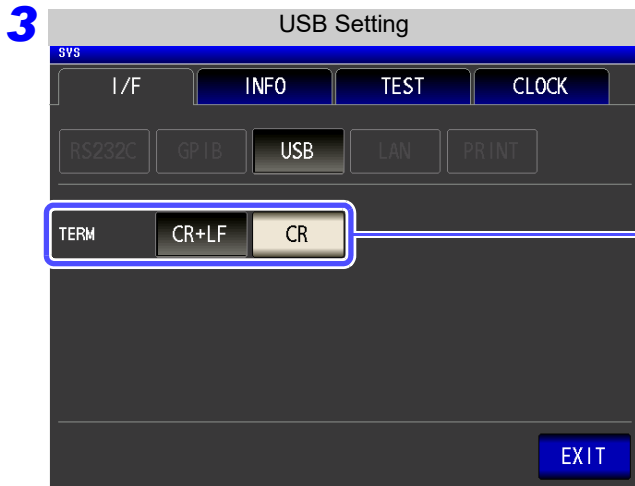 3
USB Setting
SYS
I/F INFO TEST CLOCK
RS232C GPIB USB LAN PRINT
TERM CR+LF CR
EXIT